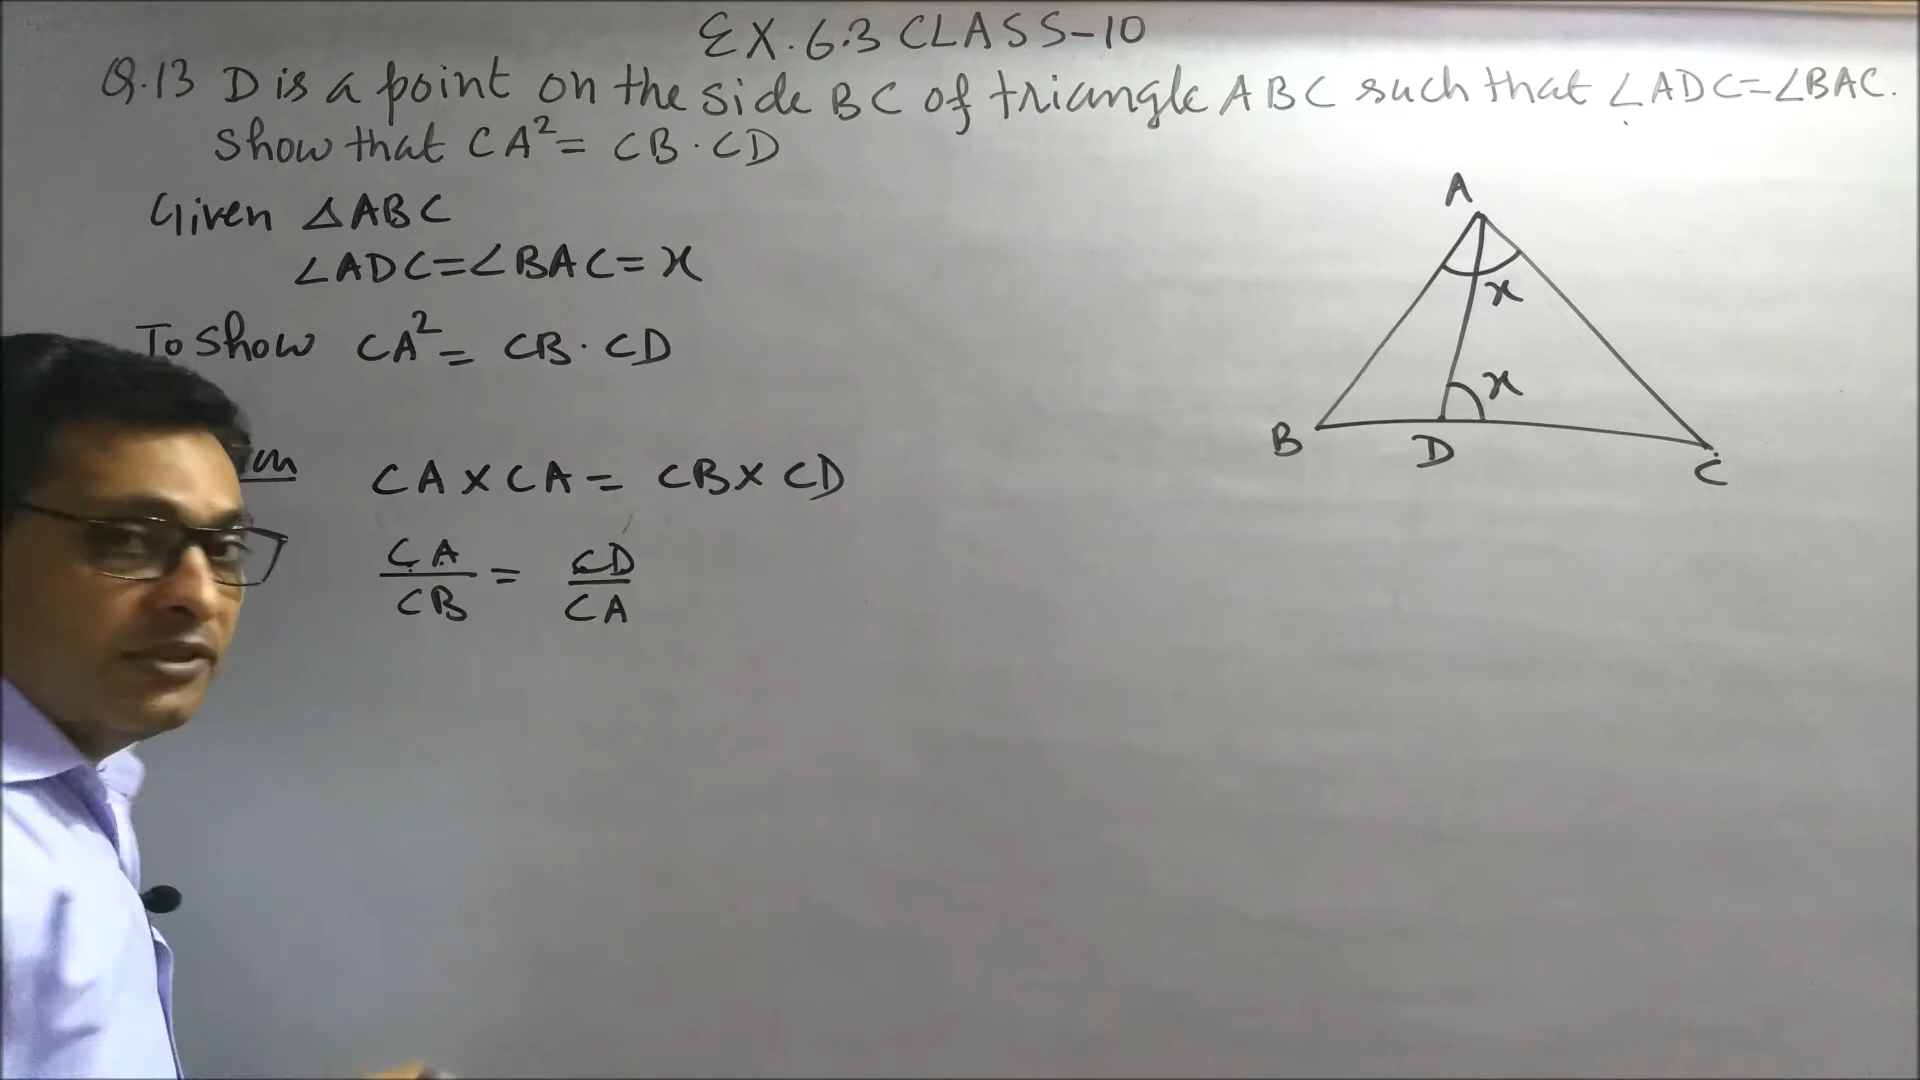 EX. 6.3 CLASS-10
Q.13 D is a point on the side BC of triangle ABC such that ∠ADC=∠BAC.
Show that CA²= CB·CD
Given △ABC
∠ADC=∠BAC=x
To Show CA²= CB·CD
CA×CA= CB×CD
CA/CB = CD/CA
A
x
x
B
D
C